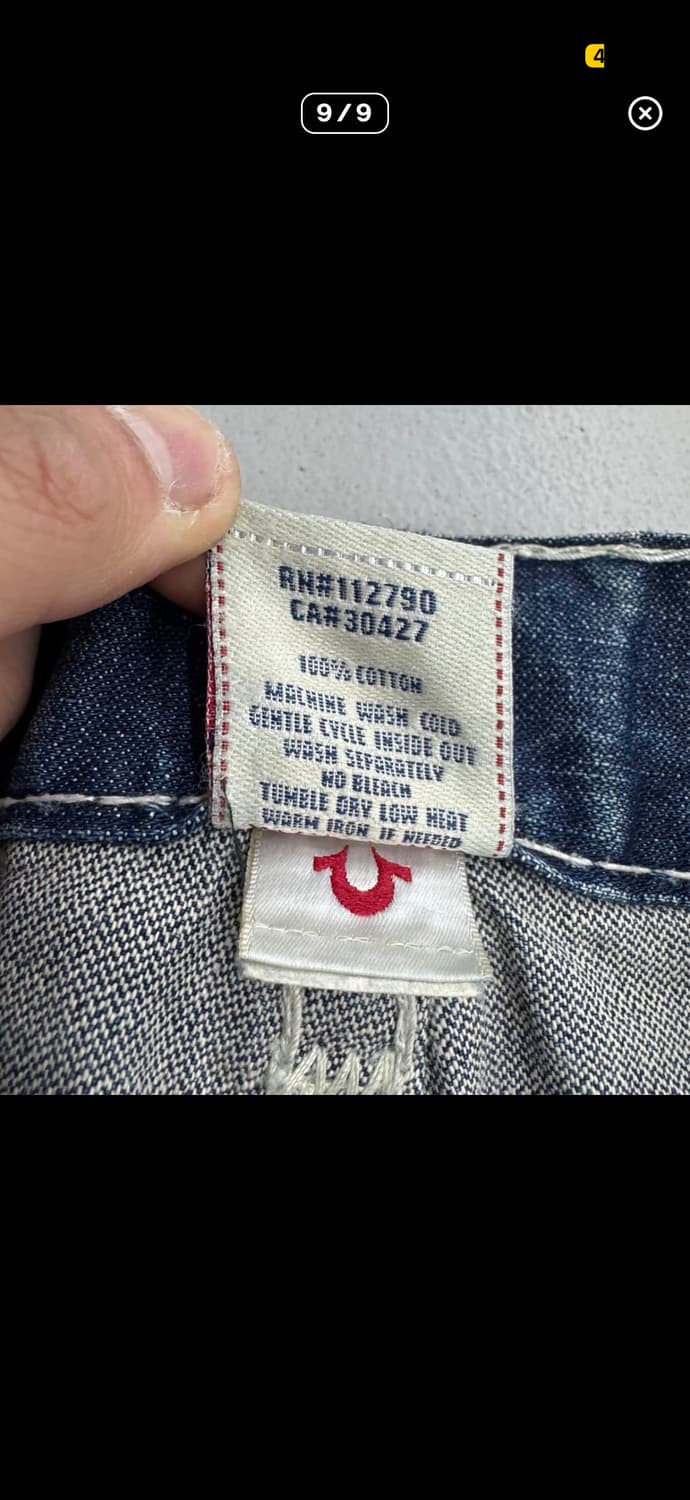 4
9/9
RN#112790
CA#30427
100% COTTON
MACHINE WASH COLD
GENTLE CYCLE INSIDE OUT
WASH SEPARATELY
NO BLEACH
TUMBLE DRY LOW HEAT
WARM IRON IF NEEDED